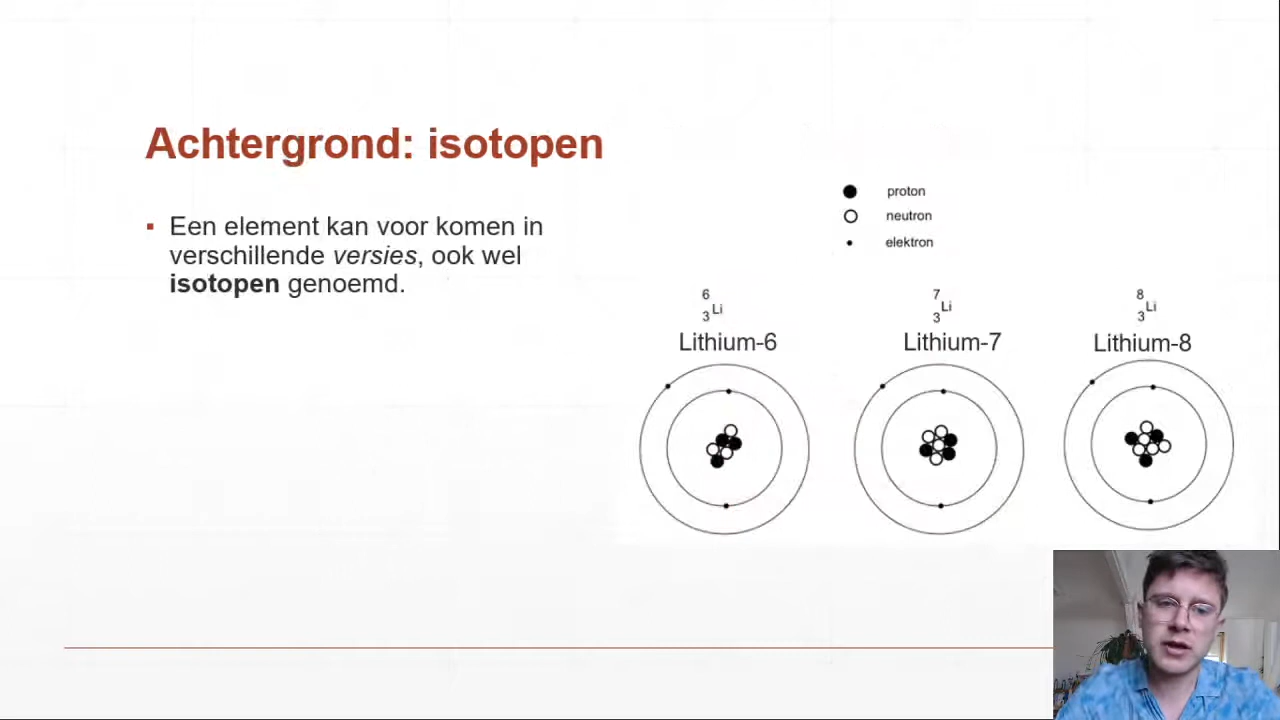 Achtergrond: isotopen
▪ Een element kan voor komen in
verschillende versies, ook wel
isotopen genoemd.
proton
neutron
elektron
6
3 Li
Lithium-6
7
3 Li
Lithium-7
8
3 Li
Lithium-8